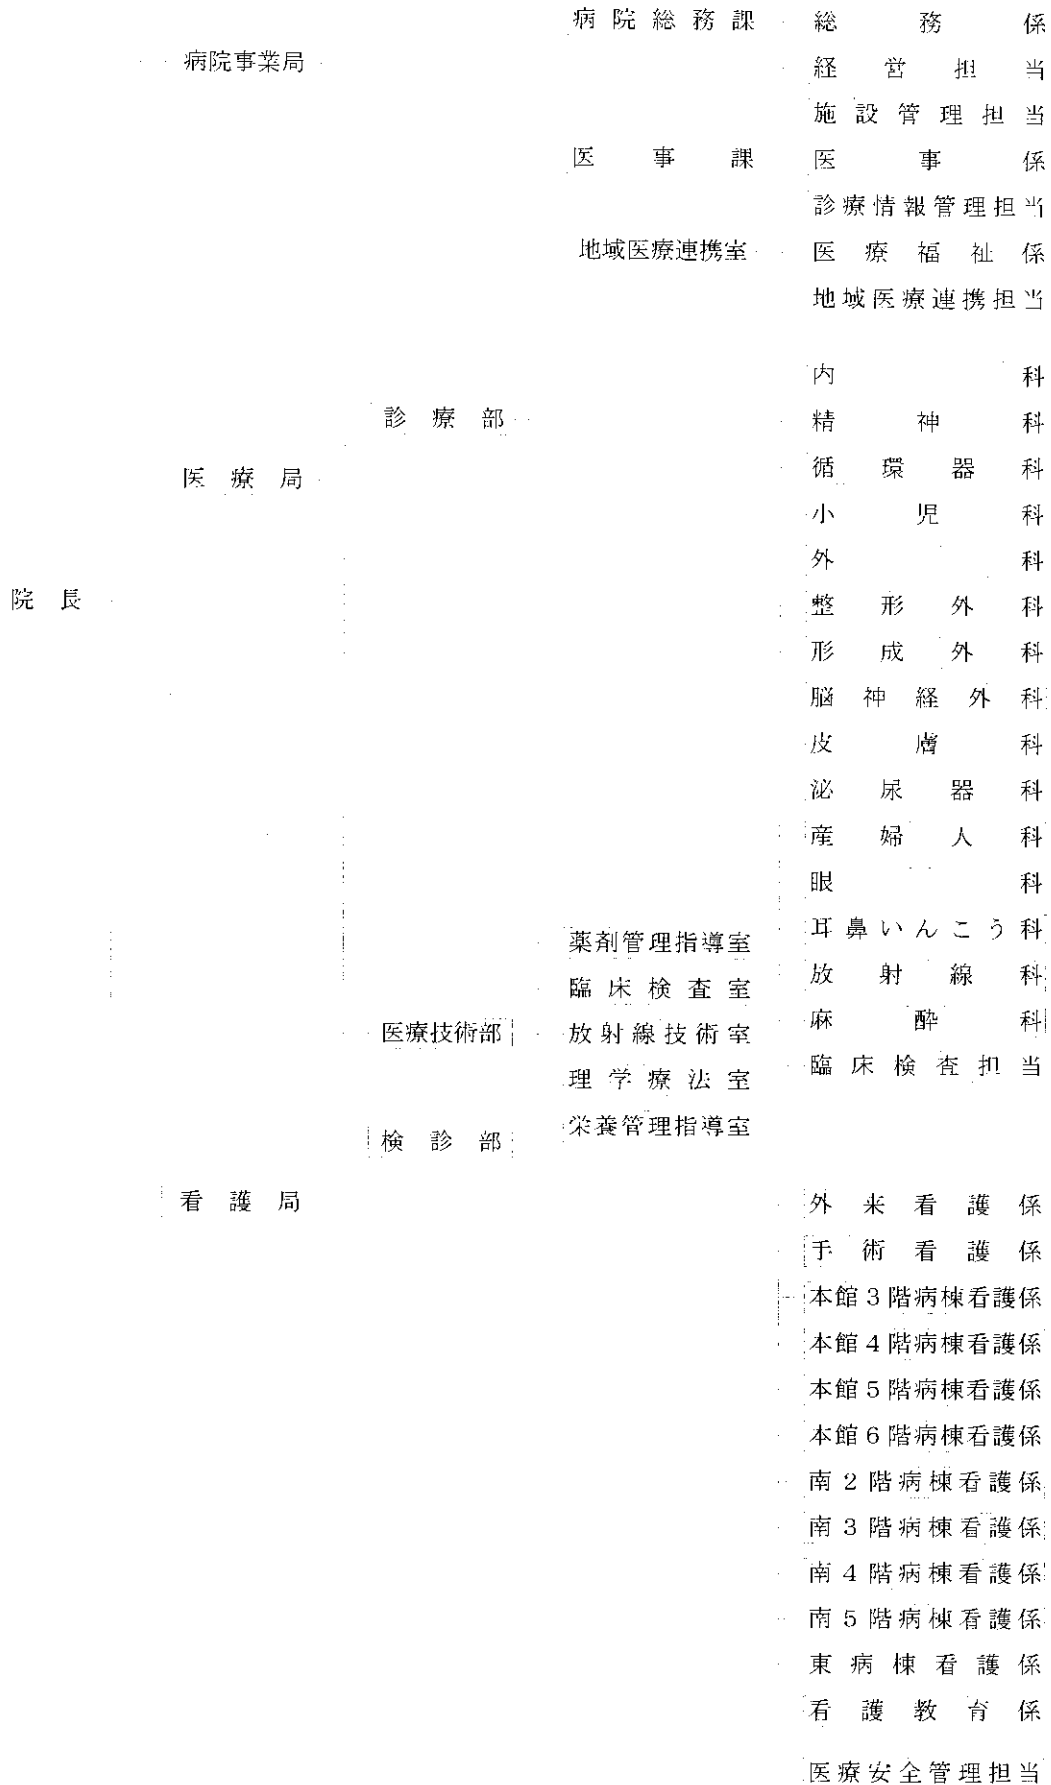 病院総務課 総務係
病院事業局 経営担当
施設管理担当
医事課 医事係
診療情報管理担当
地域医療連携室 医療福祉係
地域医療連携担当
内科
診療部 精神科
医療局 循環器科
小児科
外科
院長 整形外科
形成外科
脳神経外科
皮膚科
泌尿器科
産婦人科
眼科
耳鼻いんこう科
薬剤管理指導室
放射線科
臨床検査室
麻酔科
医療技術部 放射線技術室
臨床検査担当
理学療法室
栄養管理指導室
検診部
看護局 外来看護係
手術看護係
本館3階病棟看護係
本館4階病棟看護係
本館5階病棟看護係
本館6階病棟看護係
南2階病棟看護係
南3階病棟看護係
南4階病棟看護係
南5階病棟看護係
東病棟看護係
看護教育係
医療安全管理担当